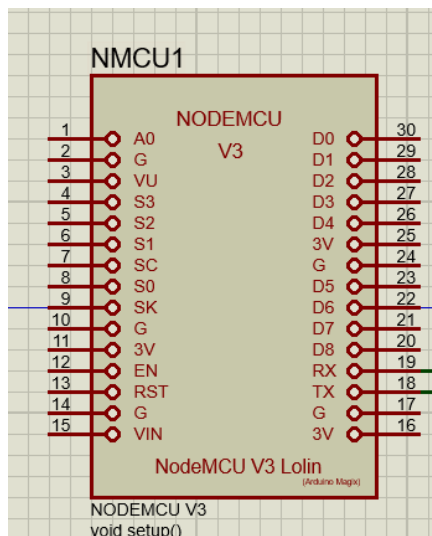 NMCU1
NODEMCU
V3
1 A0 D0 30
2 G D1 29
3 VU D2 28
4 S3 D3 27
5 S2 D4 26
6 S1 3V 25
7 SC G 24
8 S0 D5 23
9 SK D6 22
10 G D7 21
11 3V D8 20
12 EN RX 19
13 RST TX 18
14 G G 17
15 VIN 3V 16
NodeMCU V3 Lolin
(Arduino Magix)
NODEMCU V3
void setup()